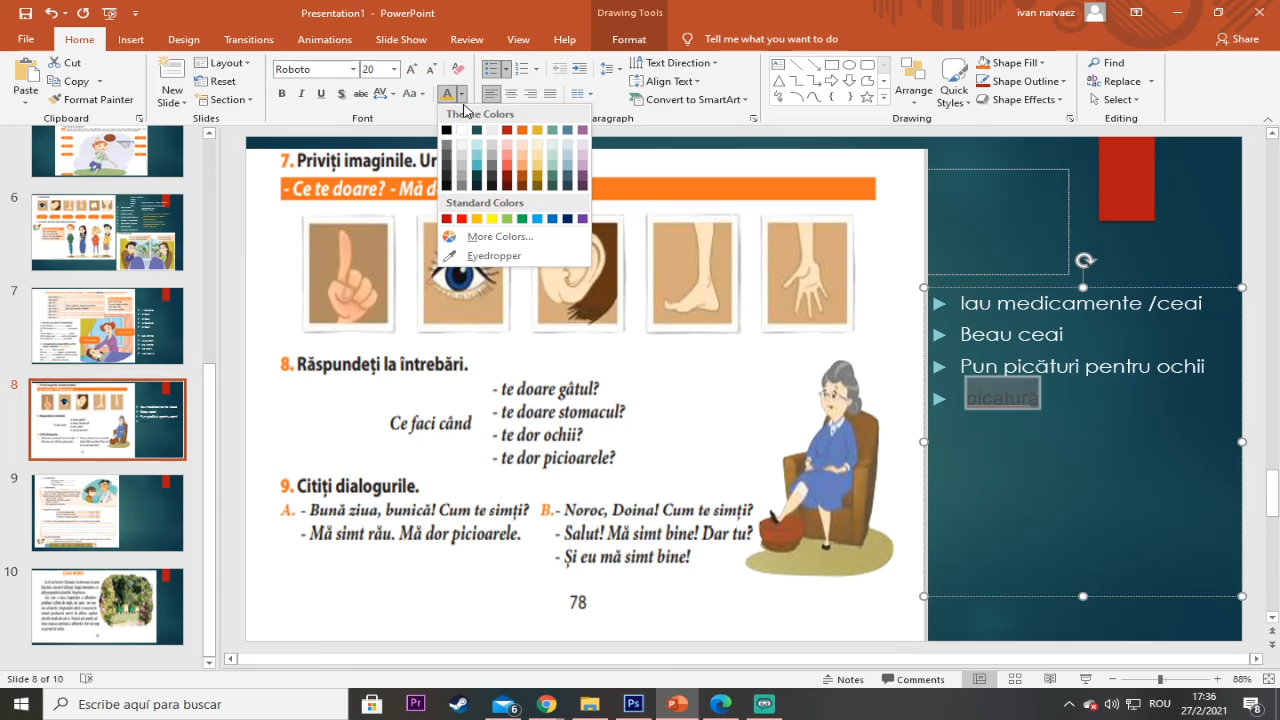 Presentation1 - PowerPoint
Drawing Tools
ivan narvaez
File Home Insert Design Transitions Animations Slide Show Review View Help Format Tell me what you want to do Share
Paste
Cut
Copy
Format Painter
Clipboard
New Slide
Layout
Reset
Section
Slides
Roboto 20
Font
Text Direction
Align Text
Convert to SmartArt
Arrange
Quick Styles
Shape Fill
Shape Outline
Shape Effects
Drawing
Find
Replace
Select
Editing
Standard Colors
More Colors...
Eyedropper
6
7
8
9
10
7. Priviți imaginile.
- Ce te doare? - Mă
8. Răspundeți la întrebări.
Ce faci când
- te doare gâtul?
- te doare stomacul?
- te dor ochii?
- te dor picioarele?
9. Citiți dialogurile.
A. - Bună ziua, bunica! Cum te simți?
- Mă simt rău. Mă dor picioarele.
B. - Noroc, Doina! Cum te simți?
- Salut! Mă simt bine! Dar tu?
- Și eu mă simt bine!
78
Iau medicamente /ceai
Beau ceai
Pun picături pentru ochii
picatură
Slide 8 of 10
Notes
Comments
88%
Escribe aquí para buscar
Pr
Ps
6
ROU
17:36
27/2/2021
8